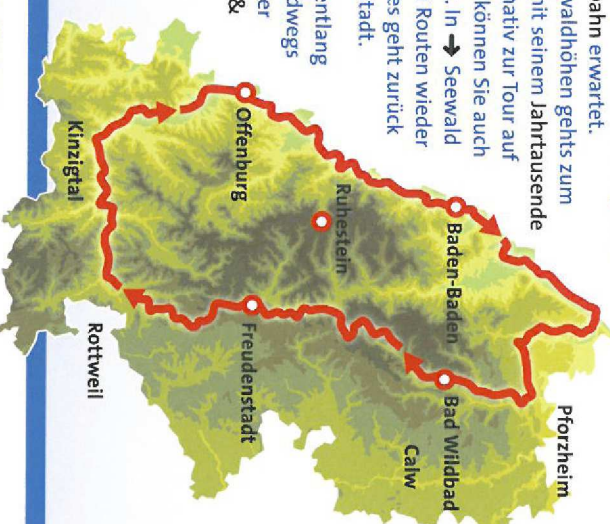 bahn erwartet.
waldhöhen gehts zum
mit seinem Jahrtausende
nativ zur Tour auf
können Sie auch
. In → Seewald
Routen wieder
es geht zurück
tadt.
entlang
dwegs
er
&
Pforzheim
Baden-Baden
Bad Wildbad
Calw
Ruhestein
Offenburg
Freudenstadt
Rottweil
Kinzigtal